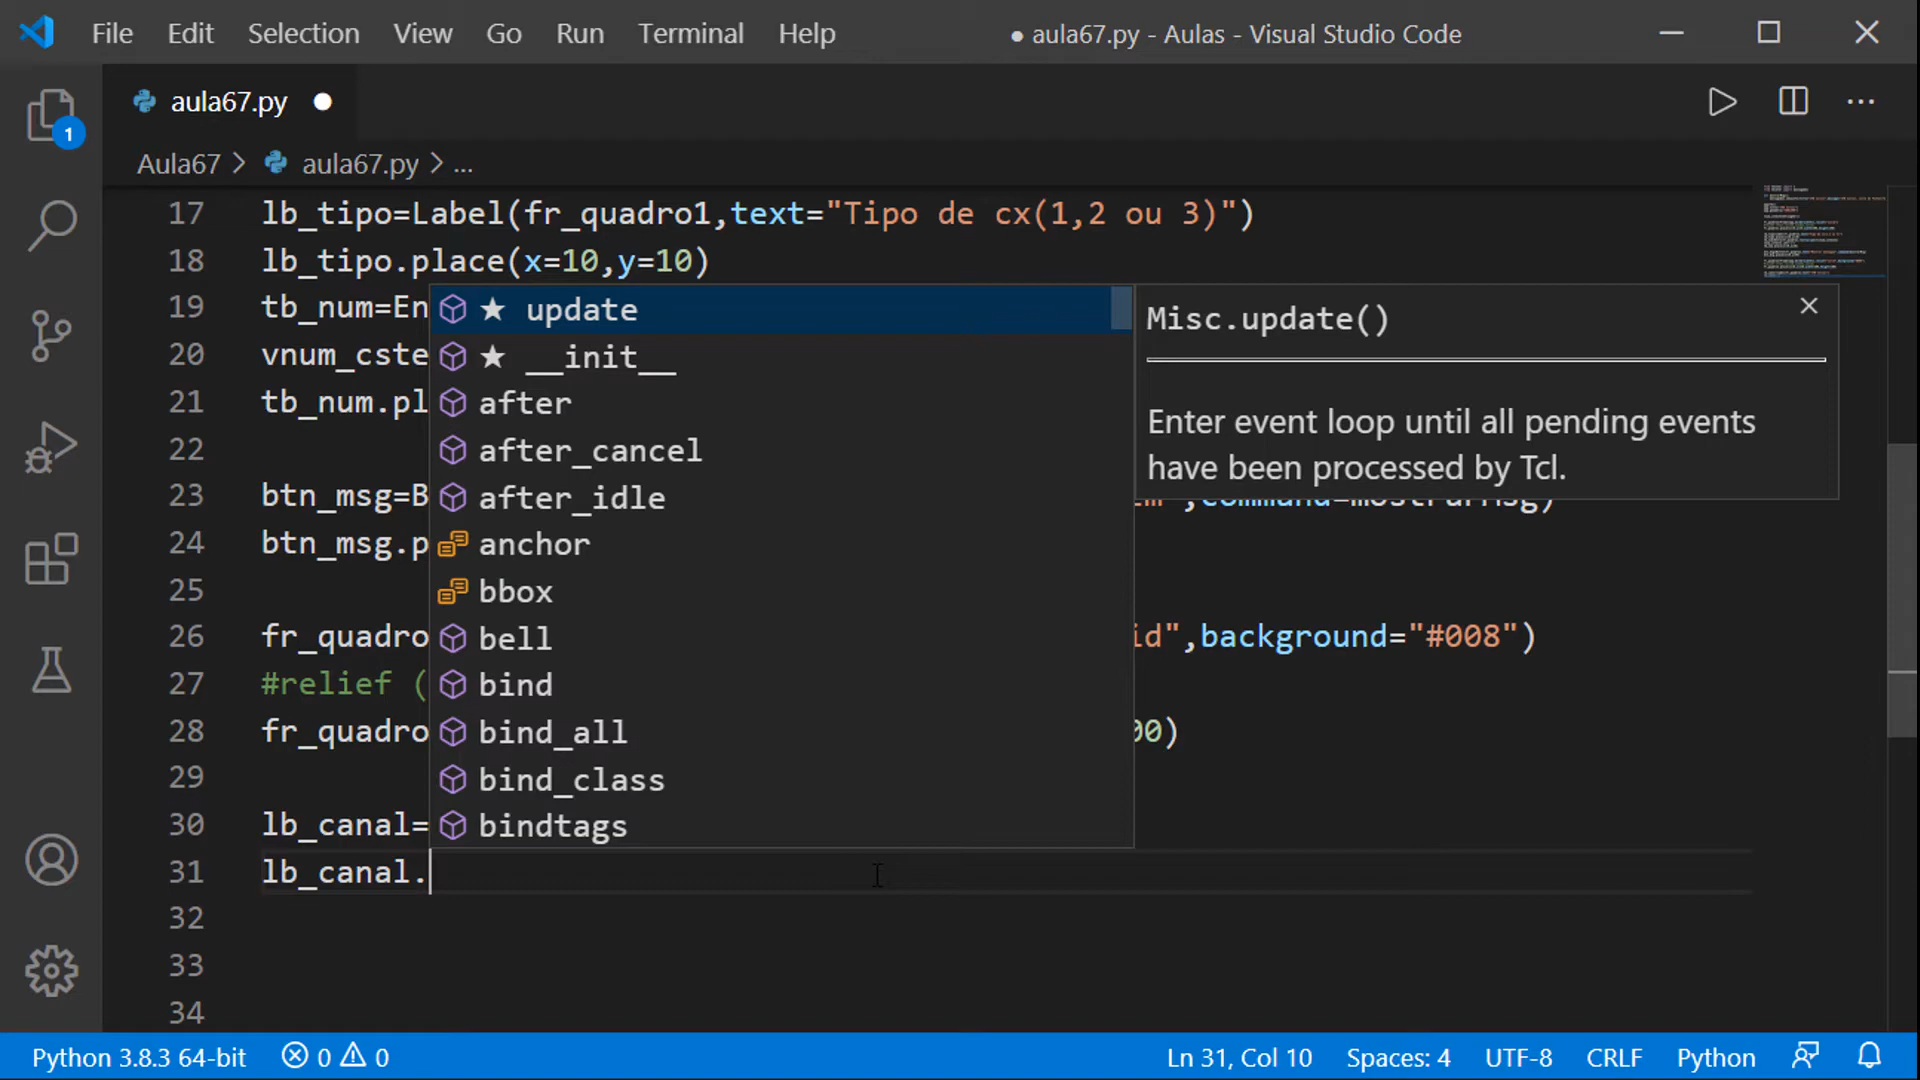 File Edit Selection View Go Run Terminal Help ● aula67.py - Aulas - Visual Studio Code
aula67.py
1
Aula67 > aula67.py > ...
17 lb_tipo=Label(fr_quadro1,text="Tipo de cx(1,2 ou 3)")
18 lb_tipo.place(x=10,y=10)
19 tb_num=En
20 vnum_cste
21 tb_num.pl
22
23 btn_msg=B
24 btn_msg.p
25
26 fr_quadro id",background="#008")
27 #relief (
28 fr_quadro 00)
29
30 lb_canal=
31 lb_canal.
32
33
34
★ update
★ __init__
after
after_cancel
after_idle
anchor
bbox
bell
bind
bind_all
bind_class
bindtags
Misc.update()
Enter event loop until all pending events
have been processed by Tcl.
Python 3.8.3 64-bit 0 0 Ln 31, Col 10 Spaces: 4 UTF-8 CRLF Python